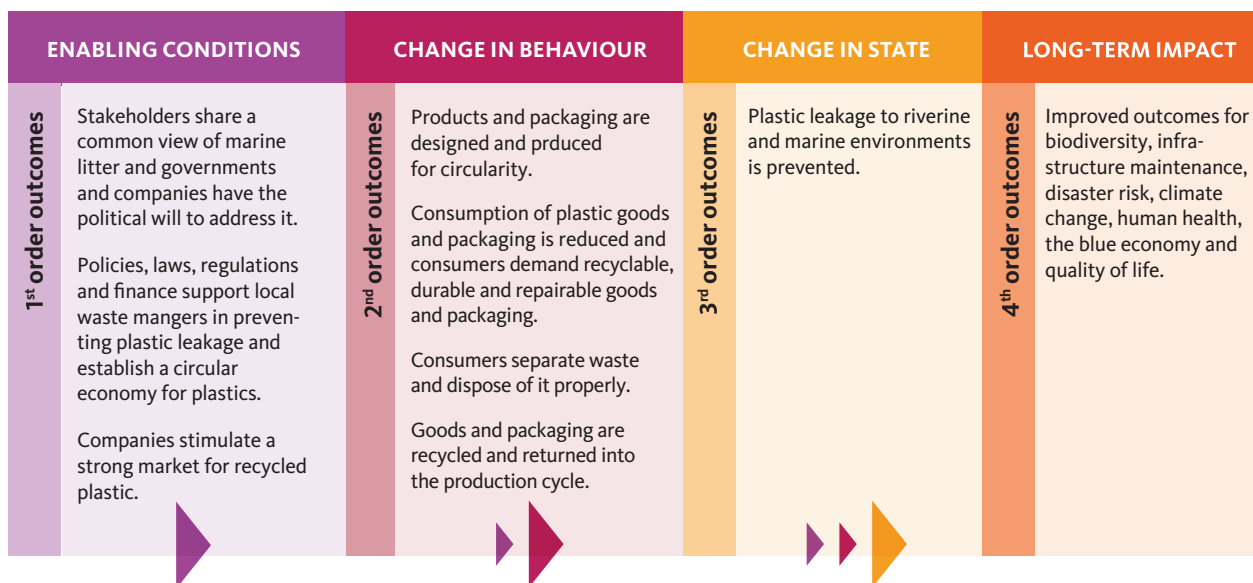 ENABLING CONDITIONS
1st order outcomes
Stakeholders share a
common view of marine
litter and governments
and companies have the
political will to address it.
Policies, laws, regulations
and finance support local
waste mangers in preven-
ting plastic leakage and
establish a circular
economy for plastics.
Companies stimulate a
strong market for recycled
plastic.
CHANGE IN BEHAVIOUR
2nd order outcomes
Products and packaging are
designed and prduced
for circularity.
Consumption of plastic goods
and packaging is reduced and
consumers demand recyclable,
durable and repairable goods
and packaging.
Consumers separate waste
and dispose of it properly.
Goods and packaging are
recycled and returned into
the production cycle.
CHANGE IN STATE
3rd order outcomes
Plastic leakage to riverine
and marine environments
is prevented.
LONG-TERM IMPACT
4th order outcomes
Improved outcomes for
biodiversity, infra-
structure maintenance,
disaster risk, climate
change, human health,
the blue economy and
quality of life.